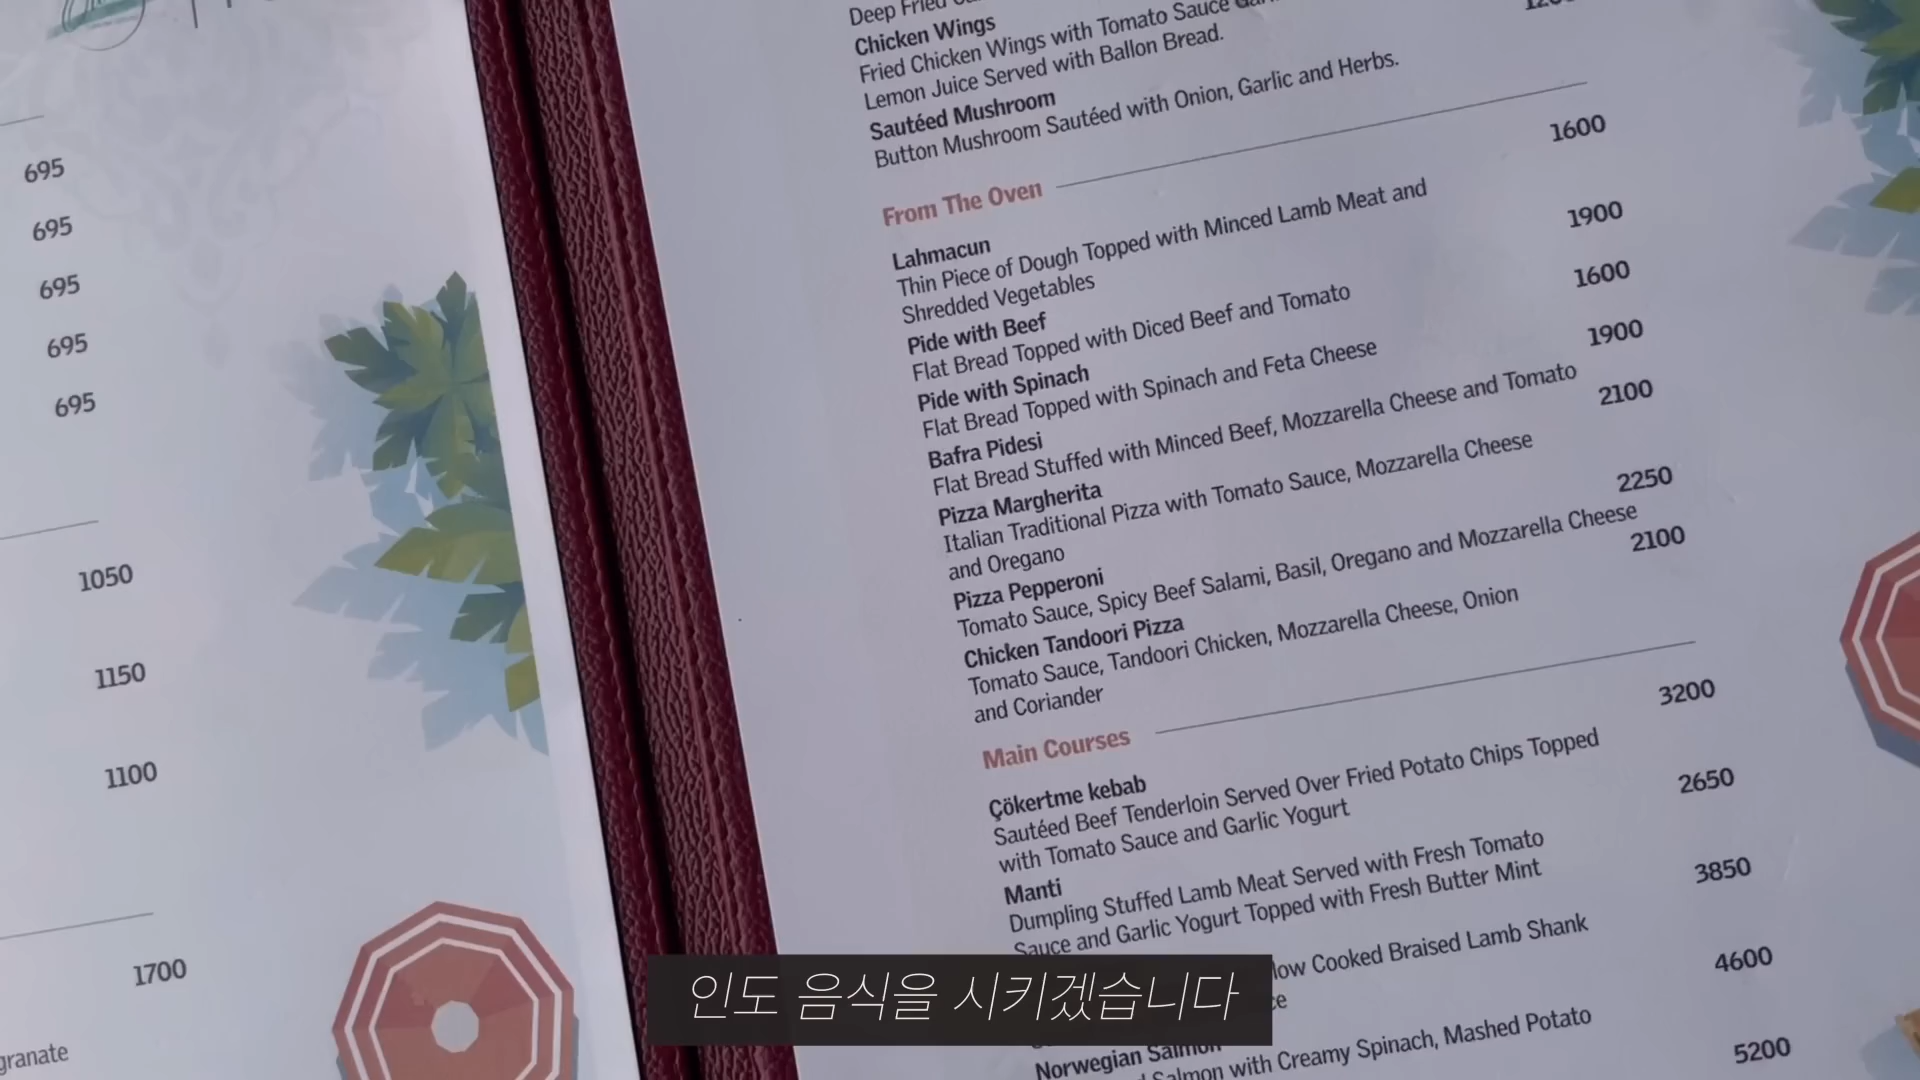 695
695
695
695
695
1050
1150
1100
1700
granate
Deep Fried
Chicken Wings
Fried Chicken Wings with Tomato Sauce
Lemon Juice Served with Ballon Bread.
Sautéed Mushroom
Button Mushroom Sautéed with Onion, Garlic and Herbs.
From The Oven
1600
Lahmacun
Thin Piece of Dough Topped with Minced Lamb Meat and
Shredded Vegetables
1900
Pide with Beef
Flat Bread Topped with Diced Beef and Tomato
1600
Pide with Spinach
Flat Bread Topped with Spinach and Feta Cheese
1900
Bafra Pidesi
Flat Bread Stuffed with Minced Beef, Mozzarella Cheese and Tomato
2100
Pizza Margherita
Italian Traditional Pizza with Tomato Sauce, Mozzarella Cheese
and Oregano
2250
Pizza Pepperoni
Tomato Sauce, Spicy Beef Salami, Basil, Oregano and Mozzarella Cheese
2100
Chicken Tandoori Pizza
Tomato Sauce, Tandoori Chicken, Mozzarella Cheese, Onion
and Coriander
Main Courses
3200
Çökertme kebab
Sautéed Beef Tenderloin Served Over Fried Potato Chips Topped
with Tomato Sauce and Garlic Yogurt
2650
Manti
Dumpling Stuffed Lamb Meat Served with Fresh Tomato
Sauce and Garlic Yogurt Topped with Fresh Butter Mint
3850
low Cooked Braised Lamb Shank
ce
4600
Norwegian Salmon
Salmon with Creamy Spinach, Mashed Potato
5200
인도 음식을 시키겠습니다